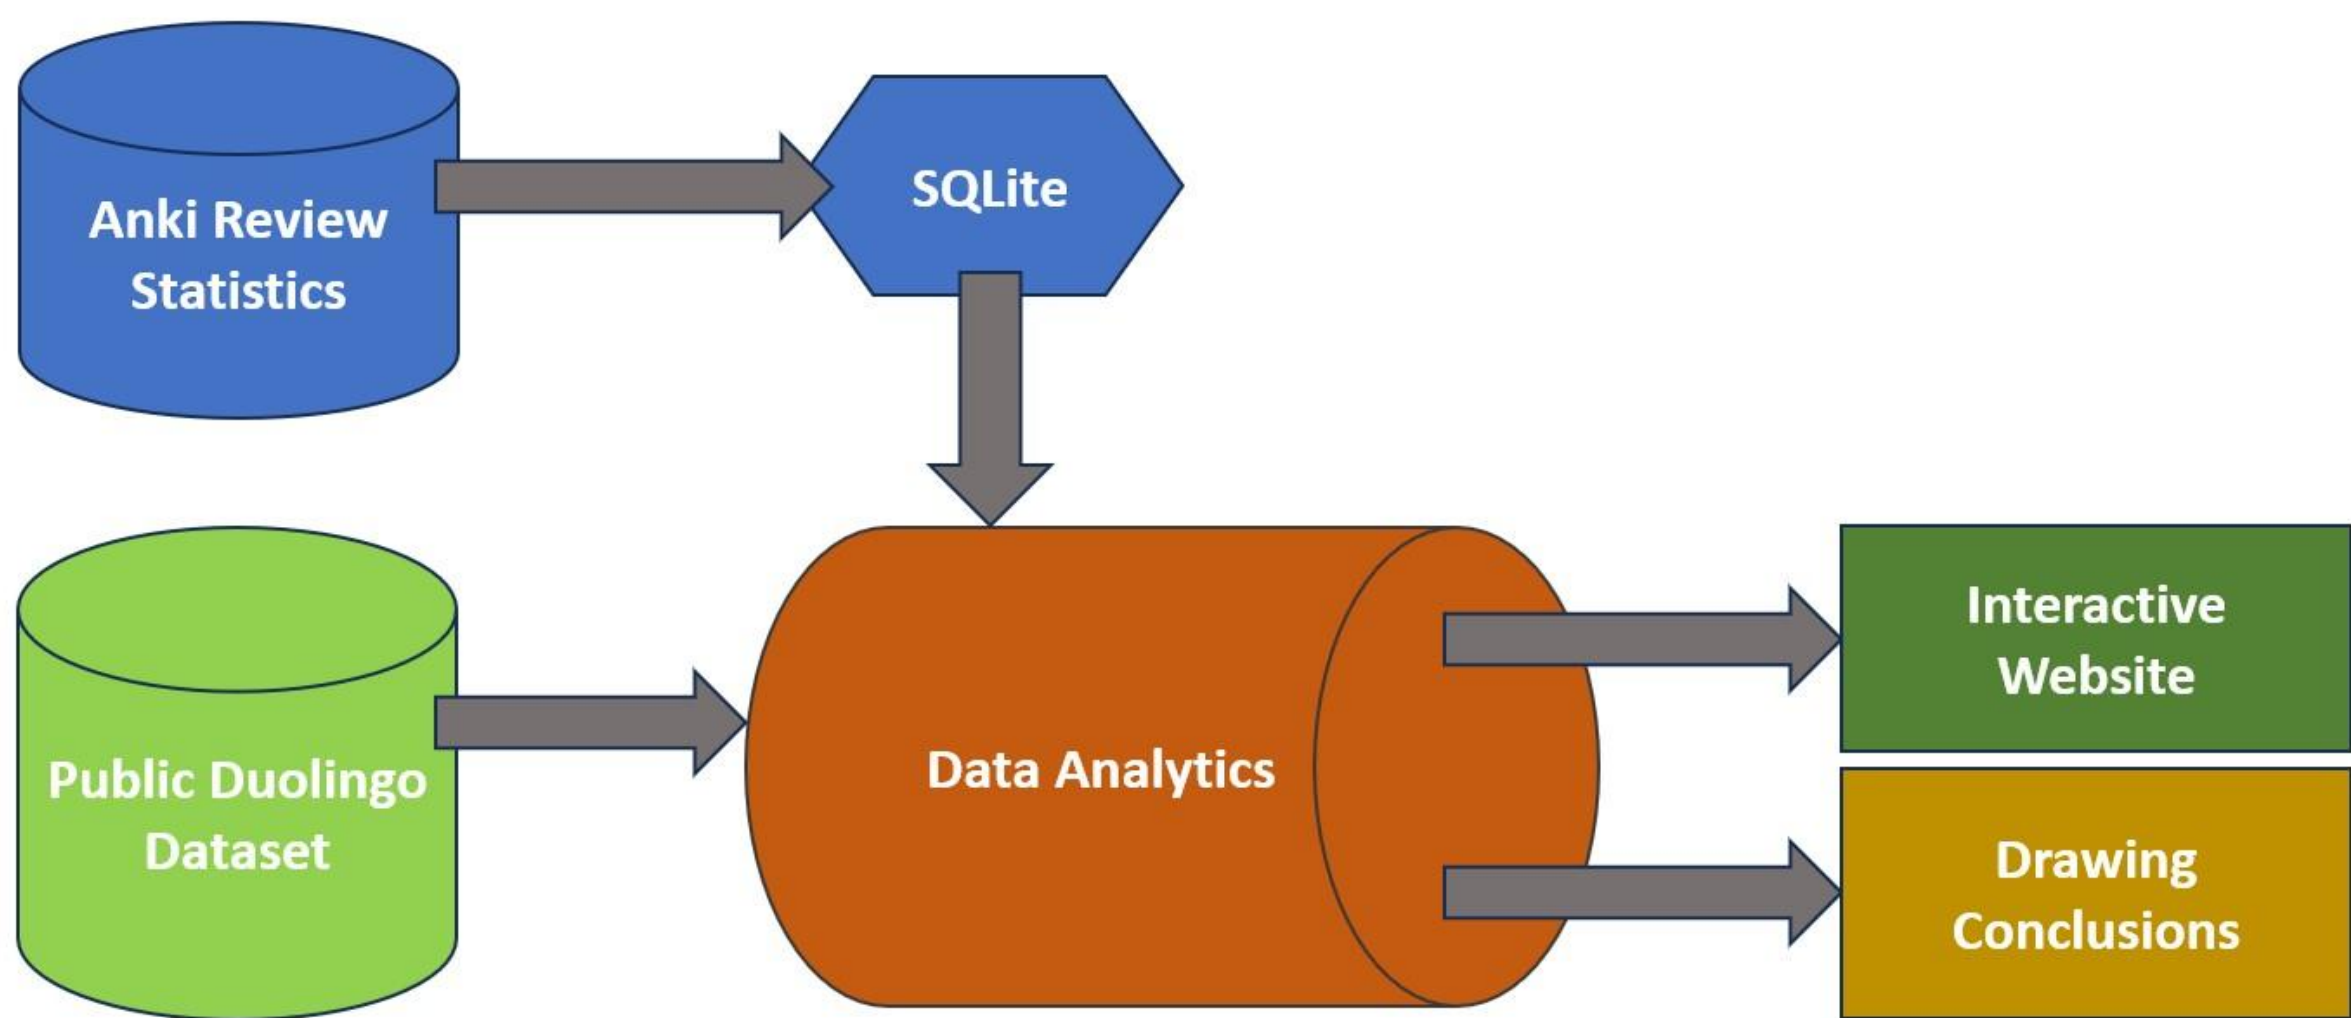 Anki Review
Statistics
SQLite
Public Duolingo
Dataset
Data Analytics
Interactive
Website
Drawing
Conclusions